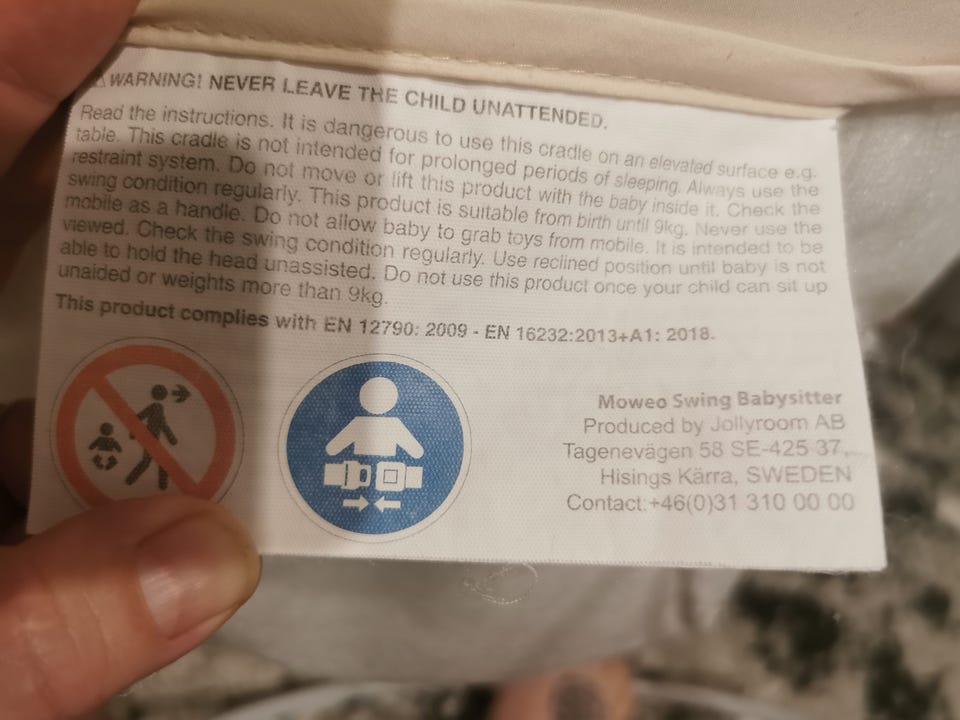 ⚠WARNING! NEVER LEAVE THE CHILD UNATTENDED.
Read the instructions. It is dangerous to use this cradle on an elevated surface e.g.
table. This cradle is not intended for prolonged periods of sleeping. Always use the
restraint system. Do not move or lift this product with the baby inside it. Check the
swing condition regularly. This product is suitable from birth until 9kg. Never use the
mobile as a handle. Do not allow baby to grab toys from mobile. It is intended to be
viewed. Check the swing condition regularly. Use reclined position until baby is not
able to hold the head unassisted. Do not use this product once your child can sit up
unaided or weights more than 9kg.
This product complies with EN 12790: 2009 - EN 16232:2013+A1: 2018.
Moweo Swing Babysitter
Produced by Jollyroom AB
Tagenevägen 58 SE-425 37,
Hisings Kärra, SWEDEN
Contact:+46(0)31 310 00 00